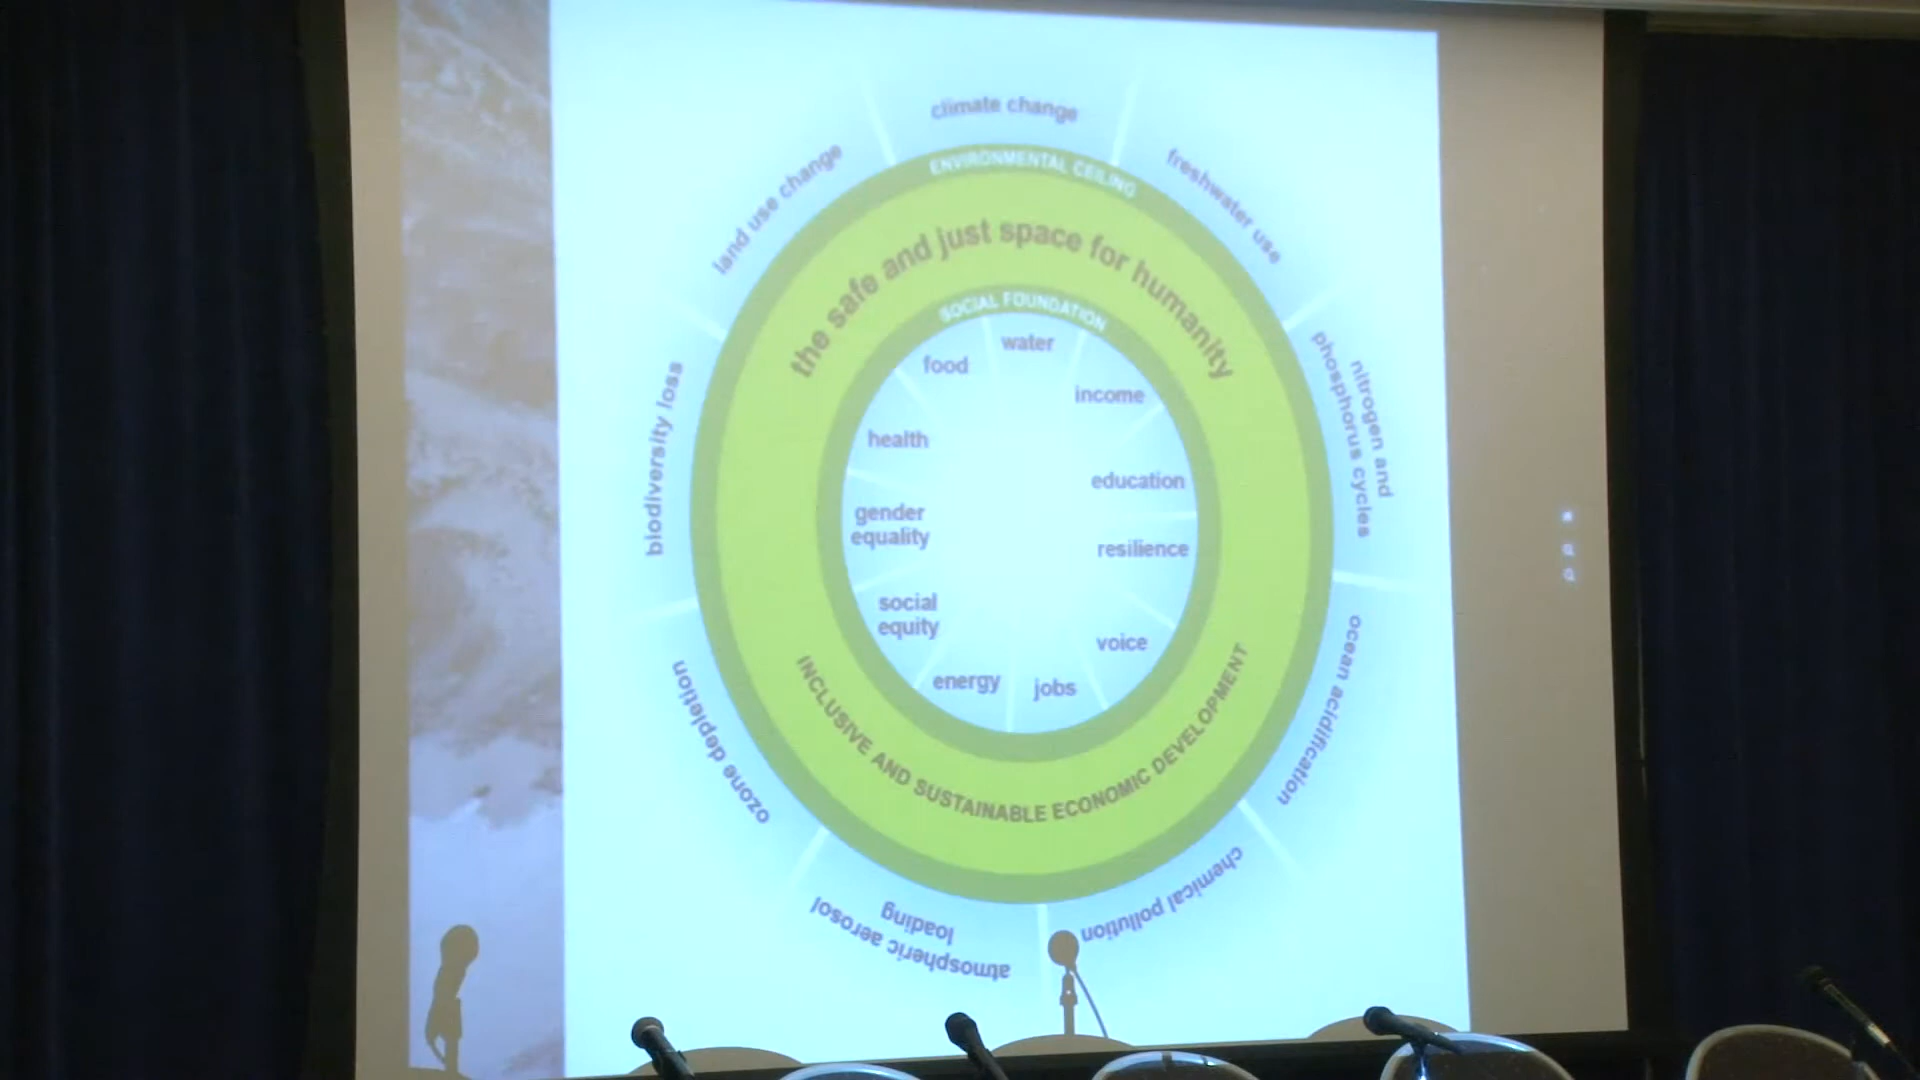 climate change
land use change
freshwater use
ENVIRONMENTAL CEILING
the safe and just space for humanity
SOCIAL FOUNDATION
water
food
income
health
education
gender
equality
resilience
social
equity
voice
energy
jobs
INCLUSIVE AND SUSTAINABLE ECONOMIC DEVELOPMENT
biodiversity loss
nitrogen and
phosphorus cycles
ozone depletion
ocean acidification
atmospheric aerosol
loading
chemical pollution